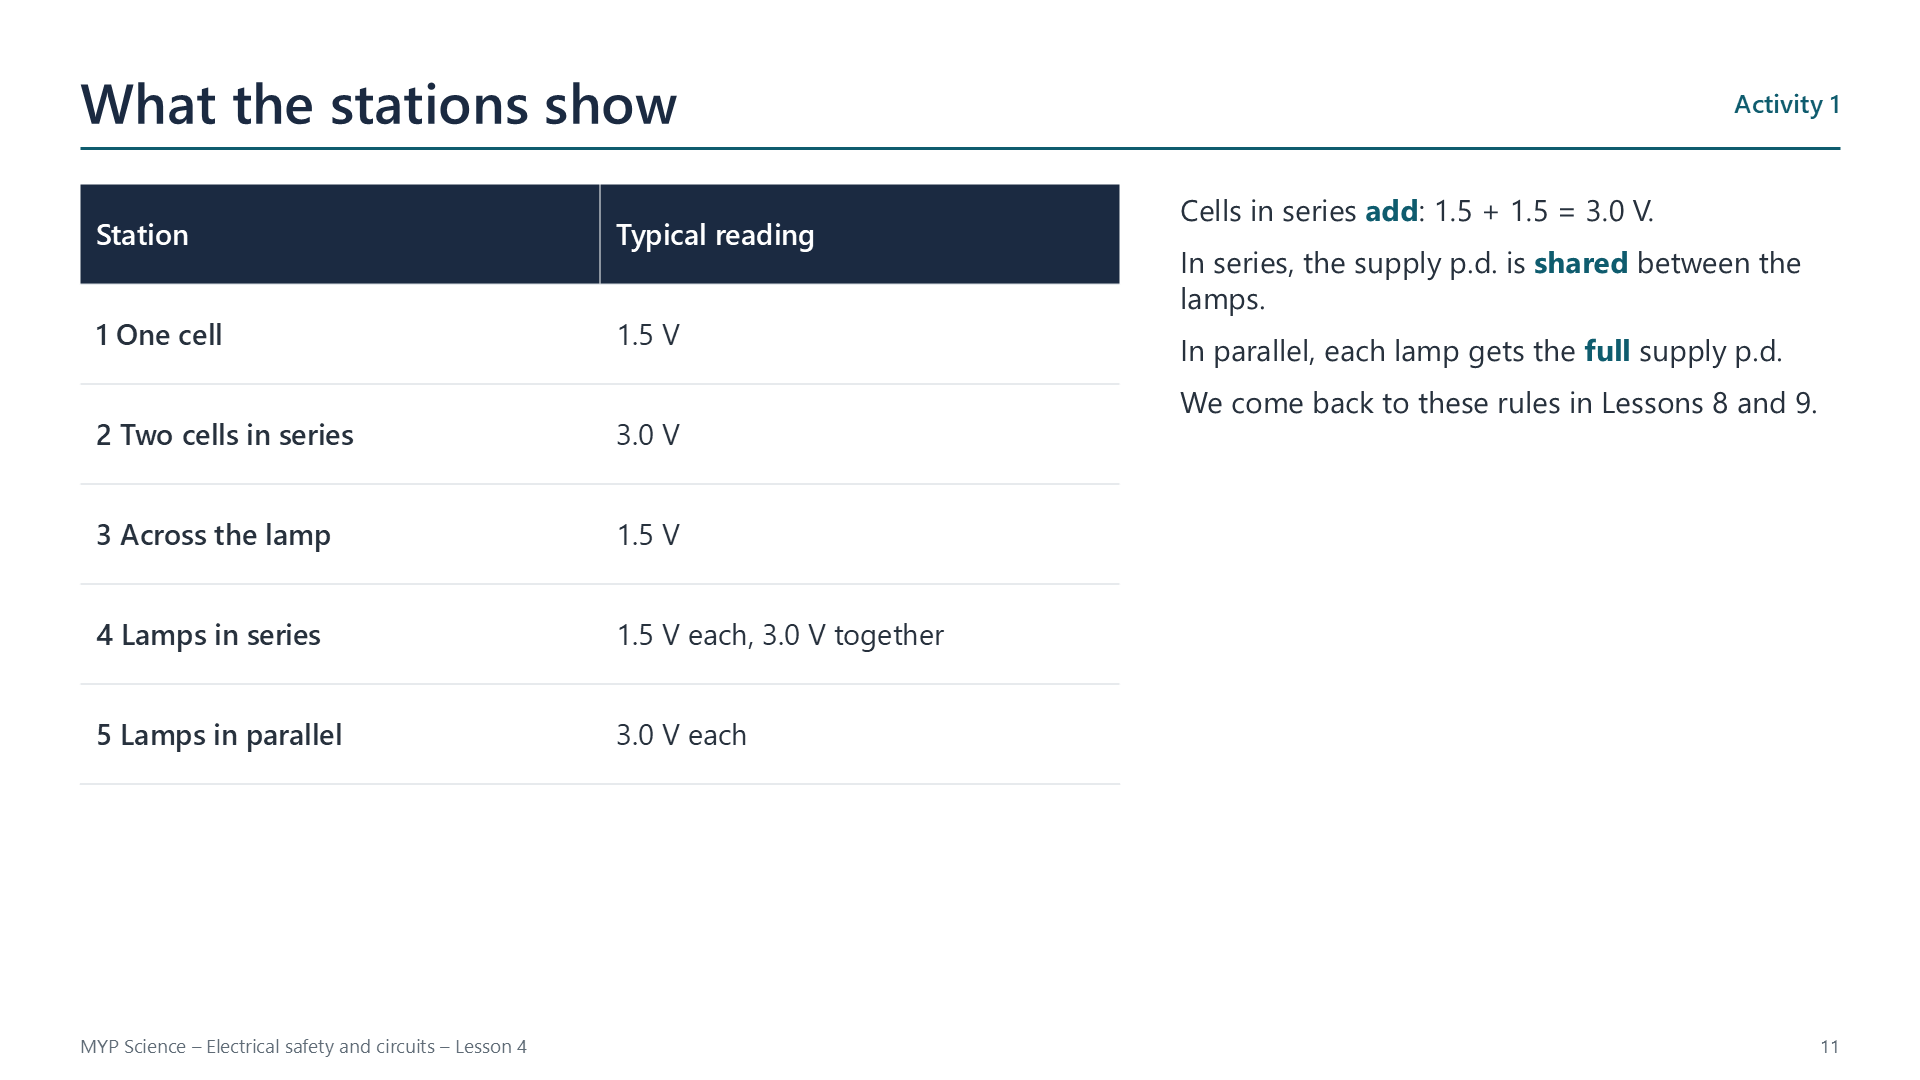 What the stations show
Activity 1
Station
Typical reading
1 One cell
1.5 V
2 Two cells in series
3.0 V
3 Across the lamp
1.5 V
4 Lamps in series
1.5 V each, 3.0 V together
5 Lamps in parallel
3.0 V each
Cells in series add: 1.5 + 1.5 = 3.0 V.
In series, the supply p.d. is shared between the
lamps.
In parallel, each lamp gets the full supply p.d.
We come back to these rules in Lessons 8 and 9.
MYP Science – Electrical safety and circuits – Lesson 4
11